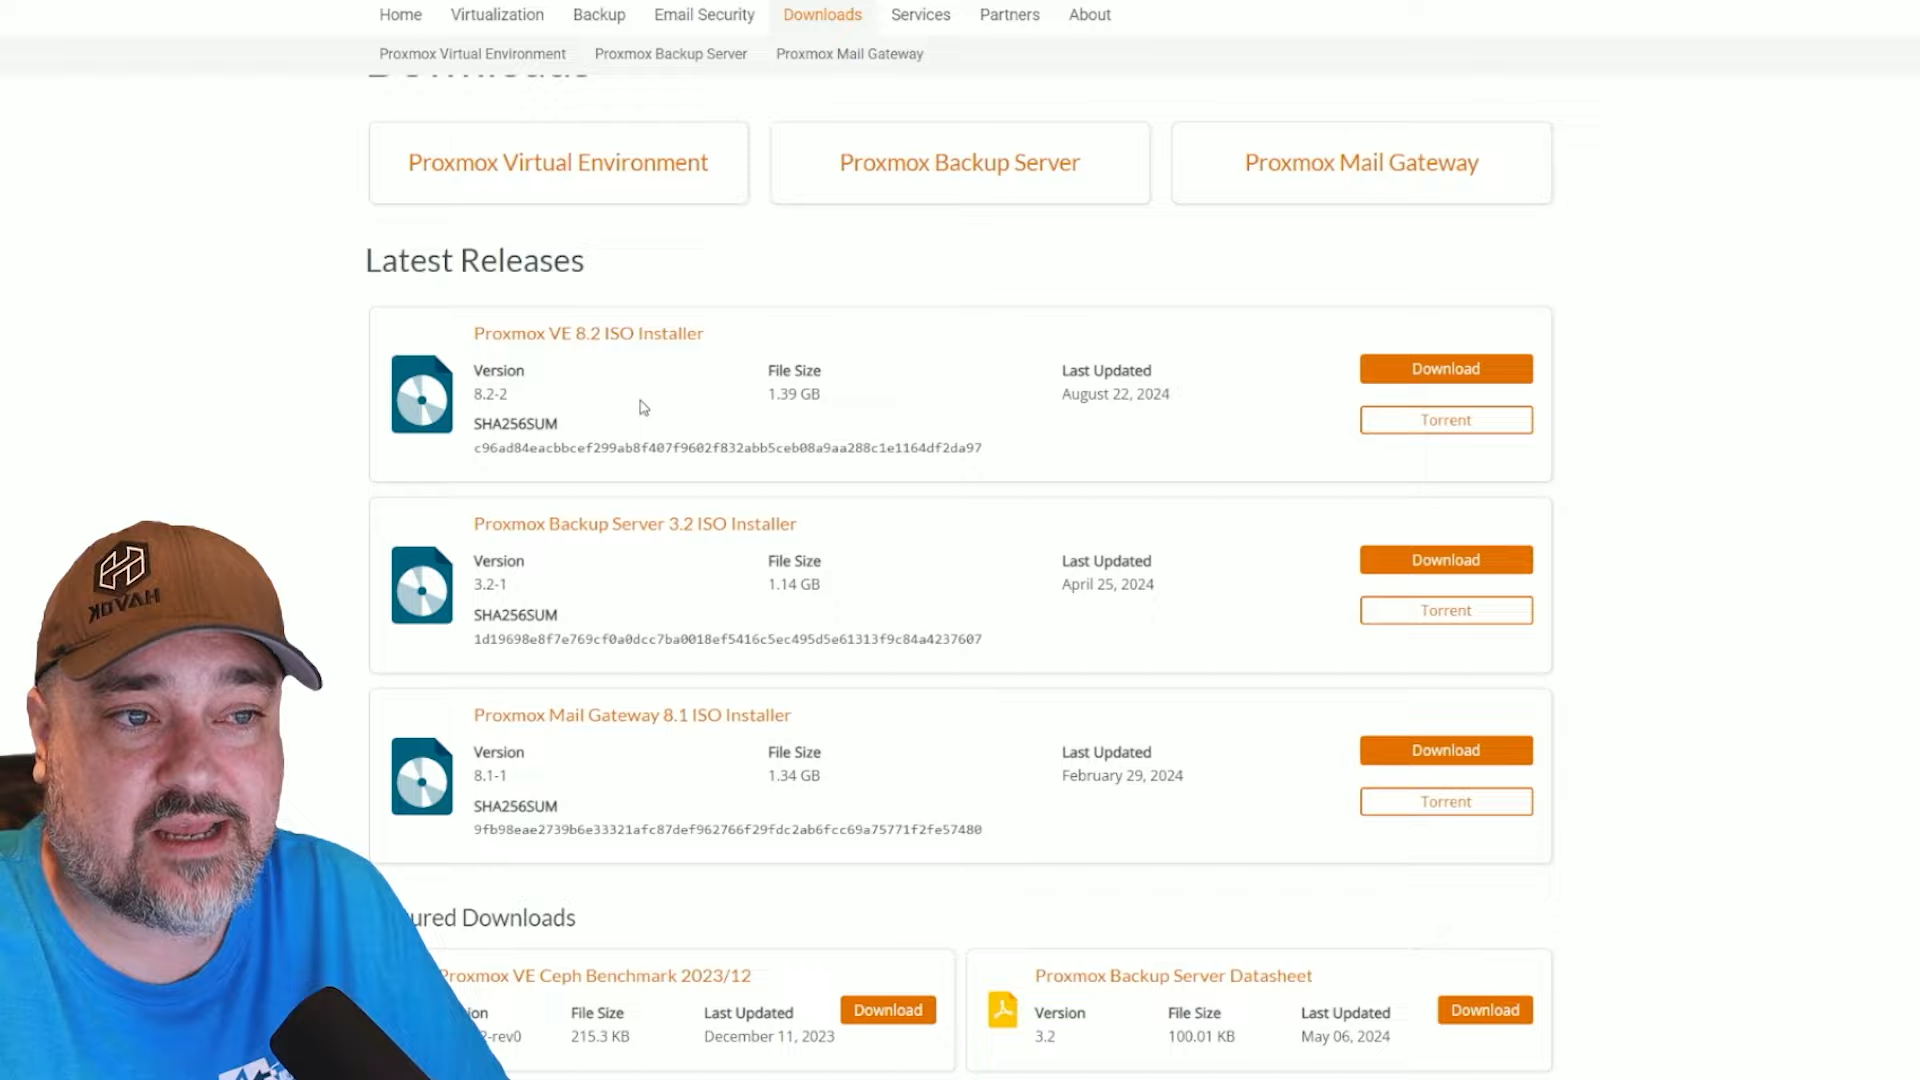 Home Virtualization Backup Email Security Downloads Services Partners About
Proxmox Virtual Environment Proxmox Backup Server Proxmox Mail Gateway
Downloads
Proxmox Virtual Environment Proxmox Backup Server Proxmox Mail Gateway
Latest Releases
Proxmox VE 8.2 ISO Installer
Version File Size Last Updated Download
8.2-2 1.39 GB August 22, 2024
SHA256SUM Torrent
c96ad84eacbbcef299ab8f407f9602f832abb5ceb08a9aa288c1e1164df2da97
Proxmox Backup Server 3.2 ISO Installer
Version File Size Last Updated Download
3.2-1 1.14 GB April 25, 2024
SHA256SUM Torrent
1d19698e8f7e769cf0a0dcc7ba0018ef5416c5ec495d5e61313f9c84a4237607
Proxmox Mail Gateway 8.1 ISO Installer
Version File Size Last Updated Download
8.1-1 1.34 GB February 29, 2024
SHA256SUM Torrent
9fb98eae2739b6e33321afc87def962766f29fdc2ab6fcc69a75771f2fe57480
HAVOK
ured Downloads
Proxmox VE Ceph Benchmark 2023/12 Proxmox Backup Server Datasheet
ion File Size Last Updated Download Version File Size Last Updated Download
-rev0 215.3 KB December 11, 2023 3.2 100.01 KB May 06, 2024